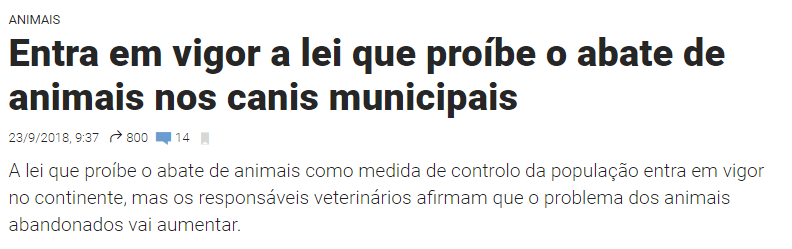 ANIMAIS
Entra em vigor a lei que proíbe o abate de
animais nos canis municipais
23/9/2018, 9:37 800 14
A lei que proíbe o abate de animais como medida de controlo da população entra em vigor
no continente, mas os responsáveis veterinários afirmam que o problema dos animais
abandonados vai aumentar.